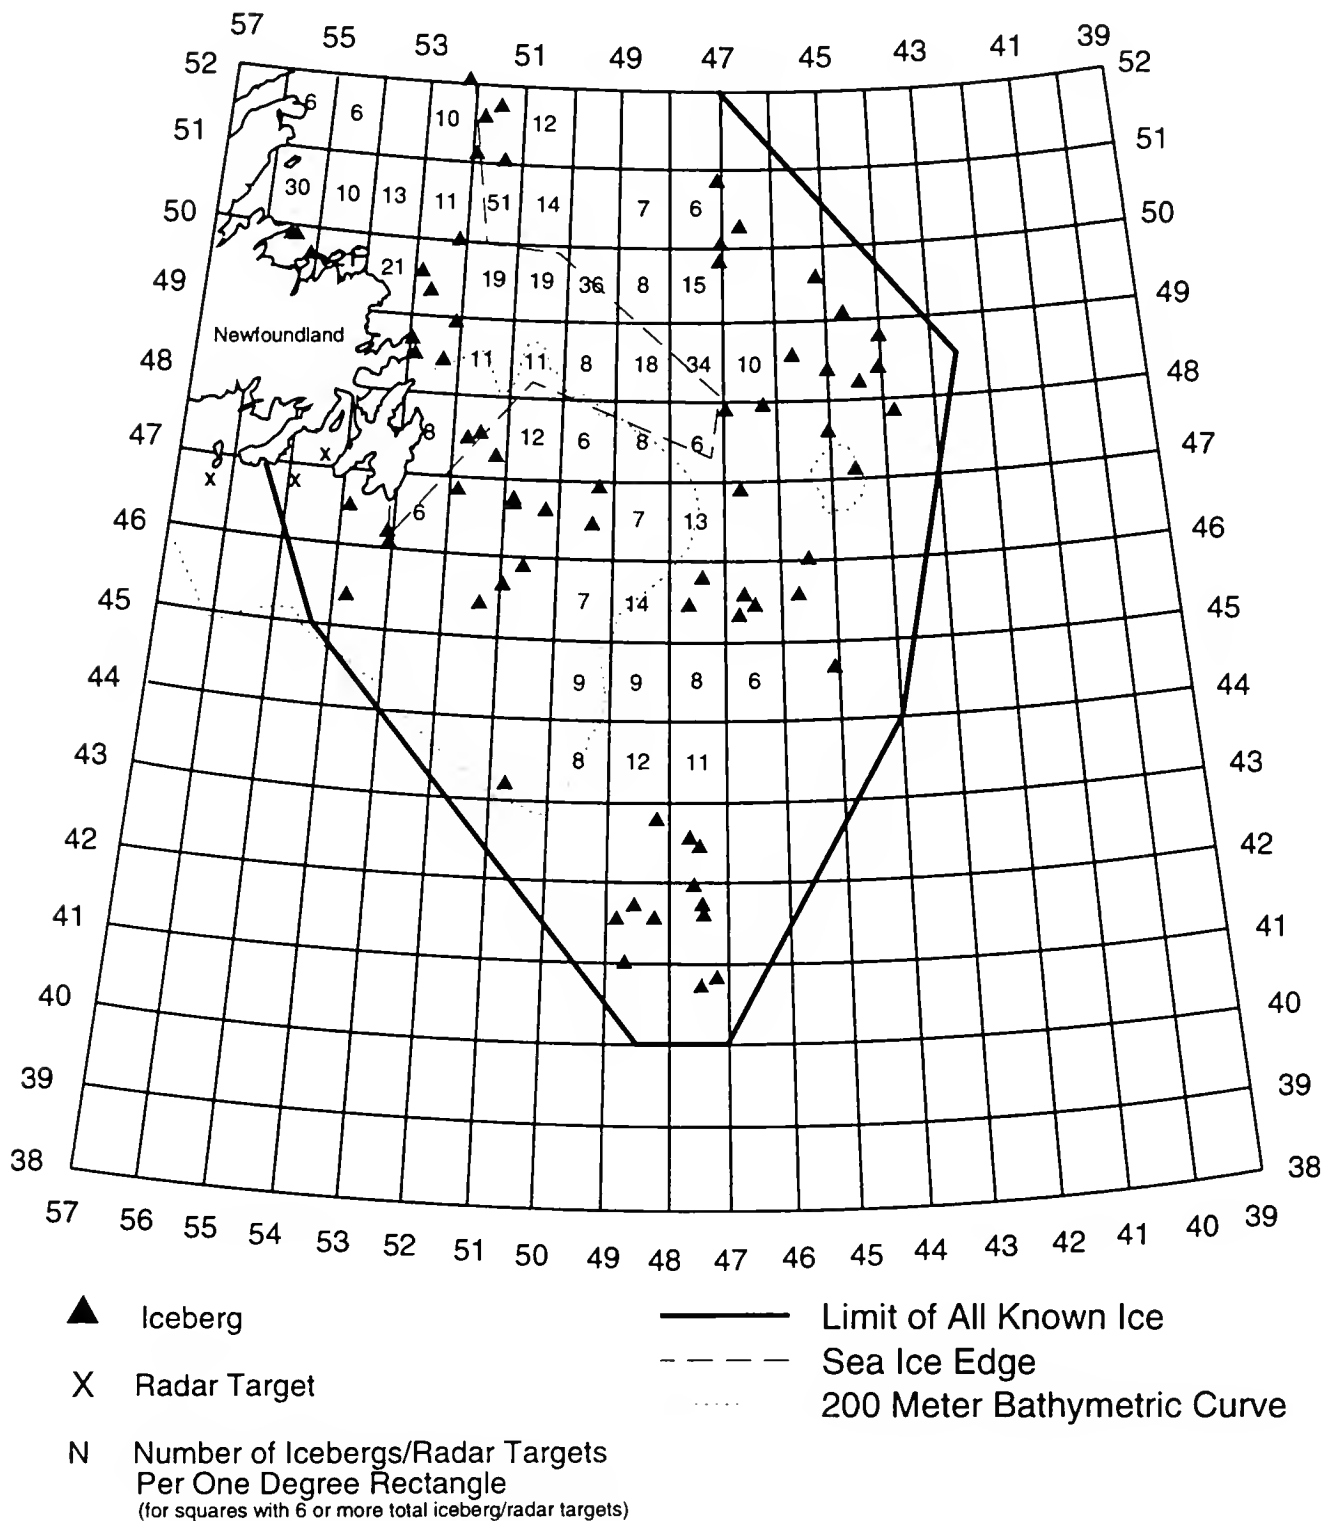 57 55 53 51 49 47 45 43 41 39
52 52
6 6 10 12
51 51
30 10 13 11 51 14 7 6
50 50
21 19 19 36 8 15
49 49
Newfoundland
11 11 8 18 34 10
48 48
8 12 6 8 6
47 47
X X X
6 7 13
46 46
7 14
45 45
9 9 8 6
44 44
8 12 11
43 43
42 42
41 41
40 40
39 39
38 38
57 56 55 54 53 52 51 50 49 48 47 46 45 44 43 42 41 40 39
Iceberg
X Radar Target
N Number of Icebergs/Radar Targets
Per One Degree Rectangle
(for squares with 6 or more total iceberg/radar targets)
Limit of All Known Ice
Sea Ice Edge
200 Meter Bathymetric Curve